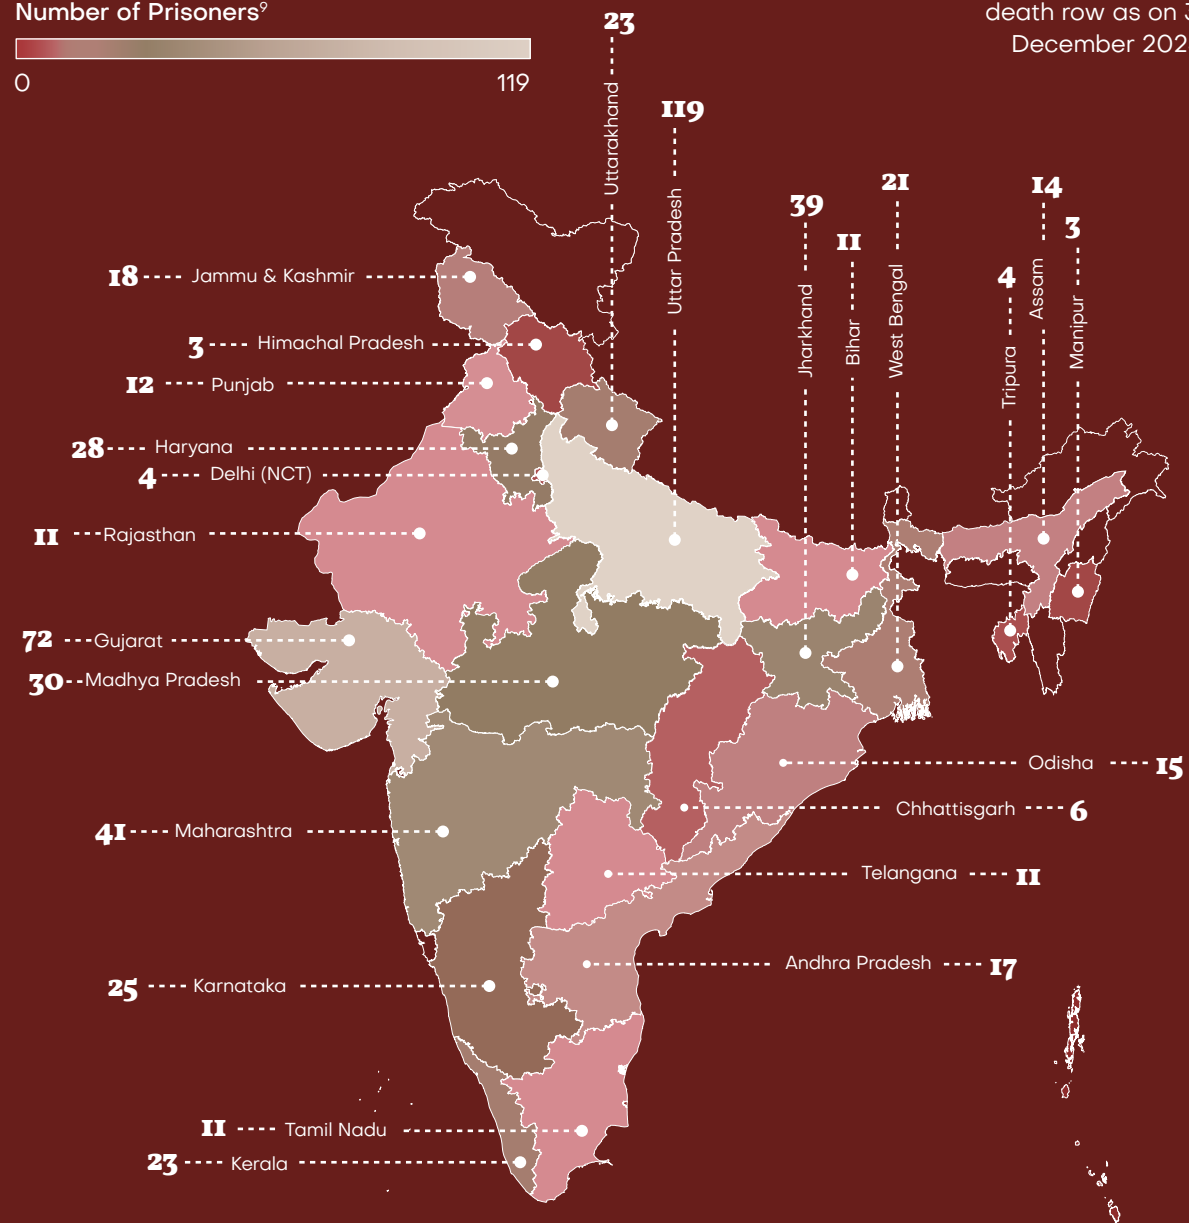 Number of Prisoners⁹
0 119
death row as on
December 202
23
Uttarakhand
119
Uttar Pradesh
39
Jharkhand
11
Bihar
21
West Bengal
4
Tripura
14
Assam
3
Manipur
18 Jammu & Kashmir
3 Himachal Pradesh
12 Punjab
28 Haryana
4 Delhi (NCT)
11 Rajasthan
72 Gujarat
30 Madhya Pradesh
Odisha 15
Chhattisgarh 6
41 Maharashtra
Telangana 11
Andhra Pradesh 17
25 Karnataka
11 Tamil Nadu
23 Kerala